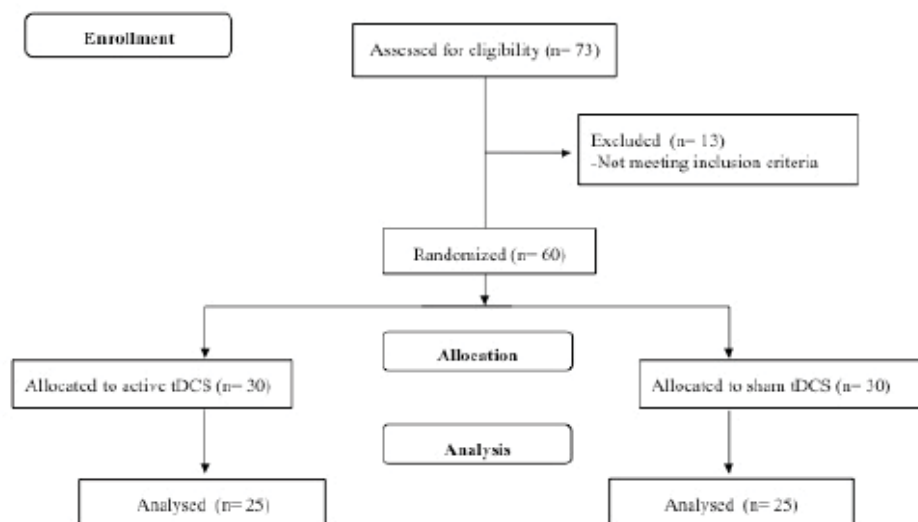 Enrollment
Assessed for eligibility (n= 73)
Excluded (n= 13)
-Not meeting inclusion criteria
Randomized (n= 60)
Allocation
Allocated to active tDCS (n= 30)
Allocated to sham tDCS (n= 30)
Analysis
Analysed (n= 25)
Analysed (n= 25)